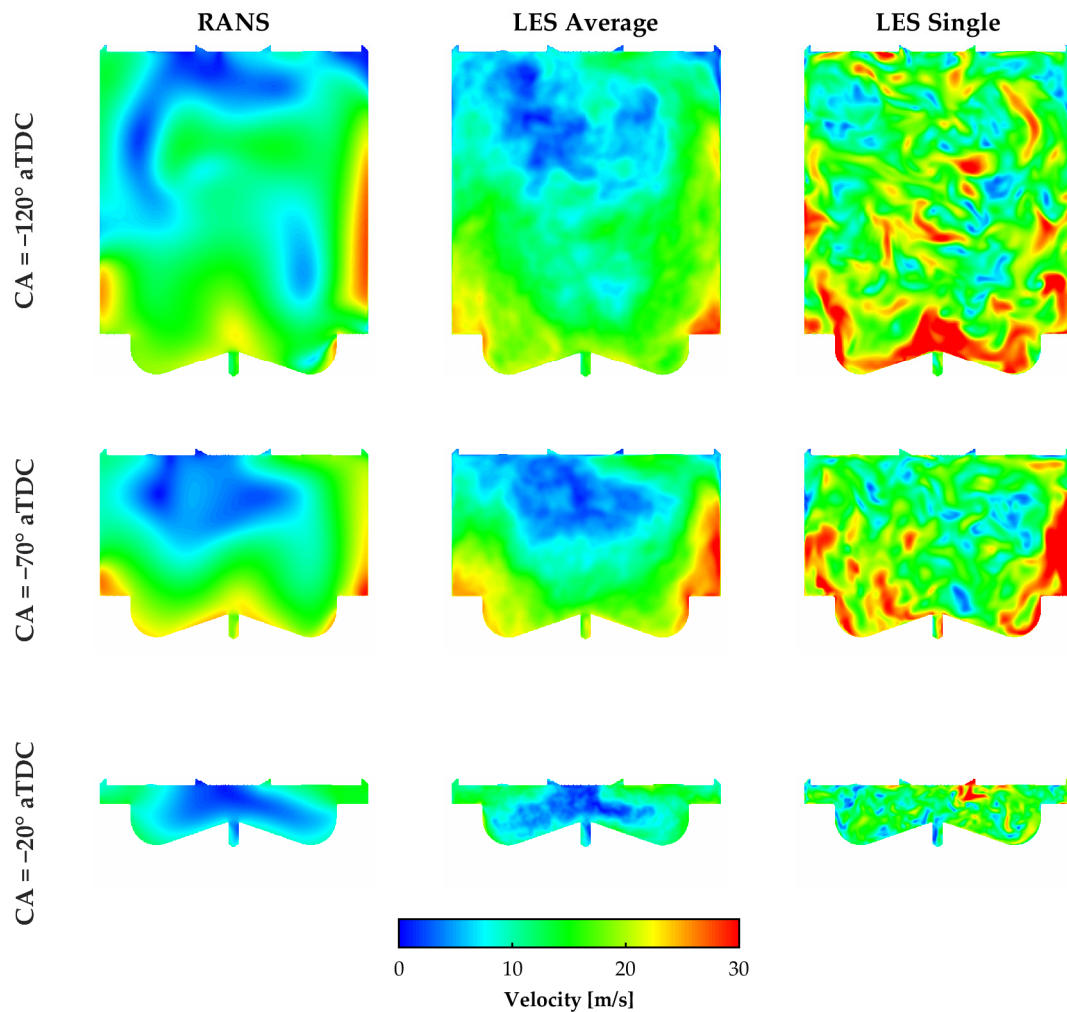 RANS
LES Average
LES Single
CA = −120° aTDC
CA = −70° aTDC
CA = −20° aTDC
0
10
20
30
Velocity [m/s]